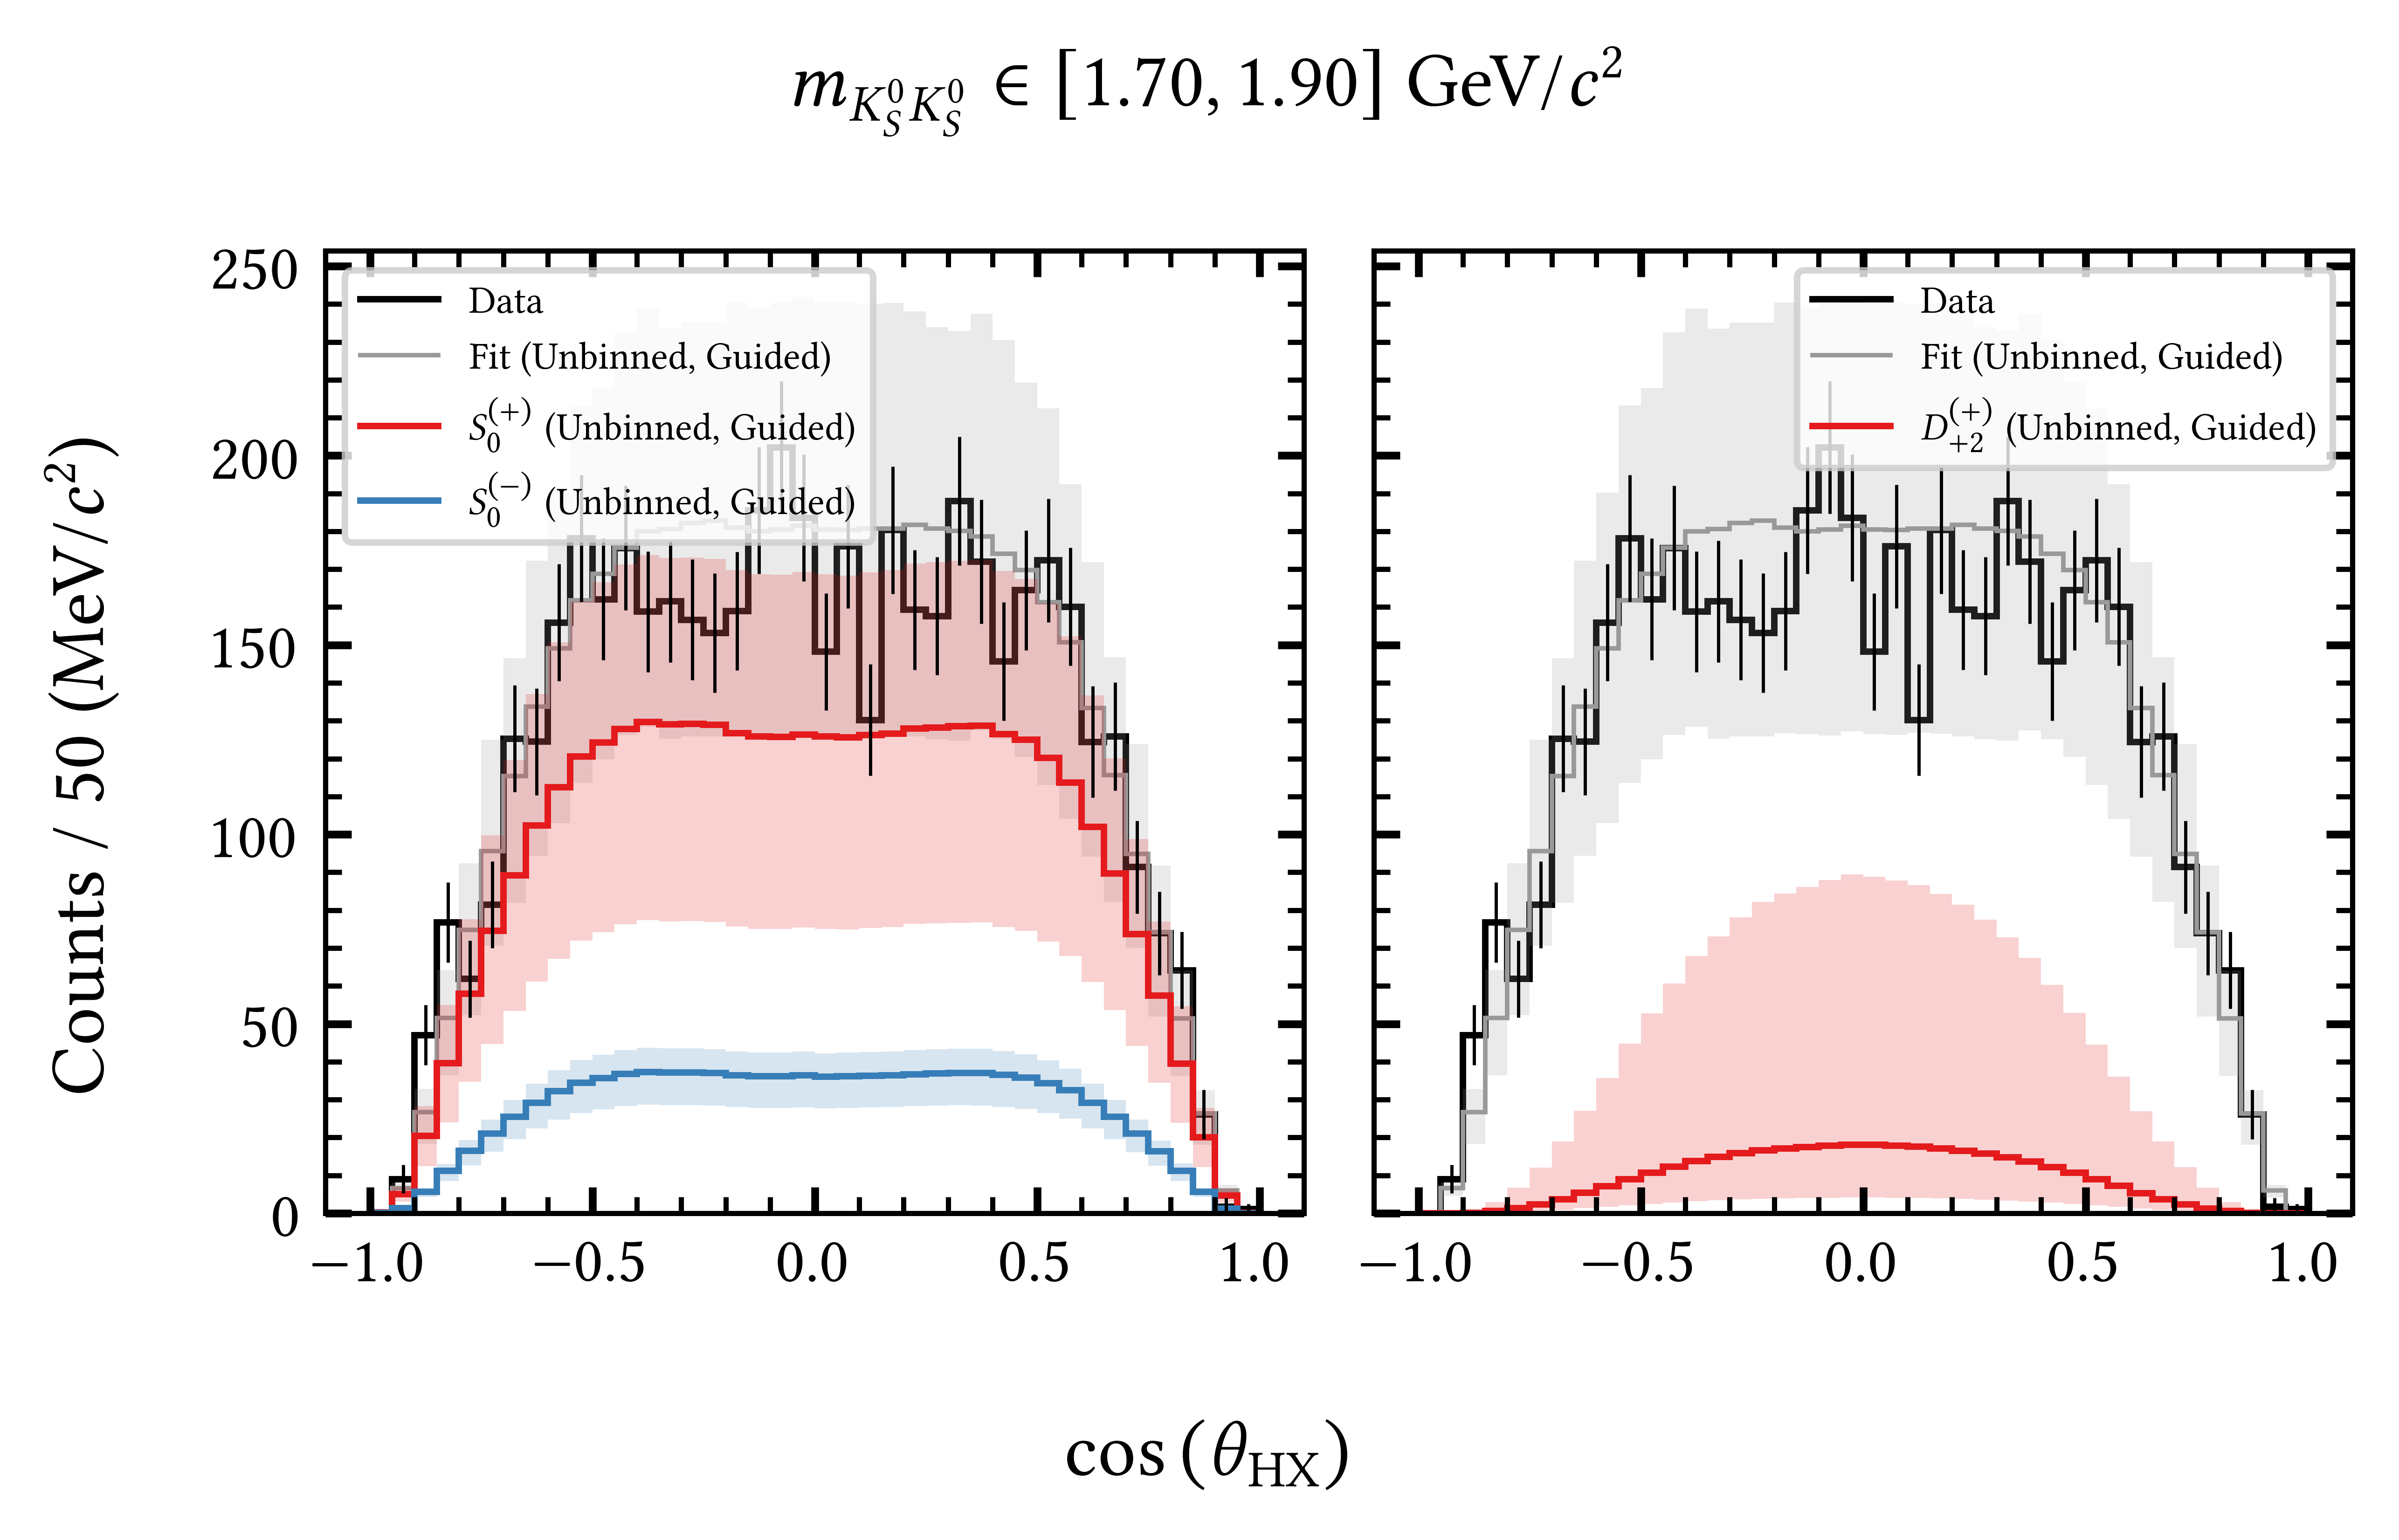 m_{K_S^0 K_S^0} ∈ [1.70, 1.90] GeV/c²
Counts / 50 (MeV/c²)
250
200
150
100
50
0
Data
Fit (Unbinned, Guided)
S_0^{(+)} (Unbinned, Guided)
S_0^{(−)} (Unbinned, Guided)
−1.0 −0.5 0.0 0.5 1.0
Data
Fit (Unbinned, Guided)
D_{+2}^{(+)} (Unbinned, Guided)
−1.0 −0.5 0.0 0.5 1.0
cos (θ_{HX})